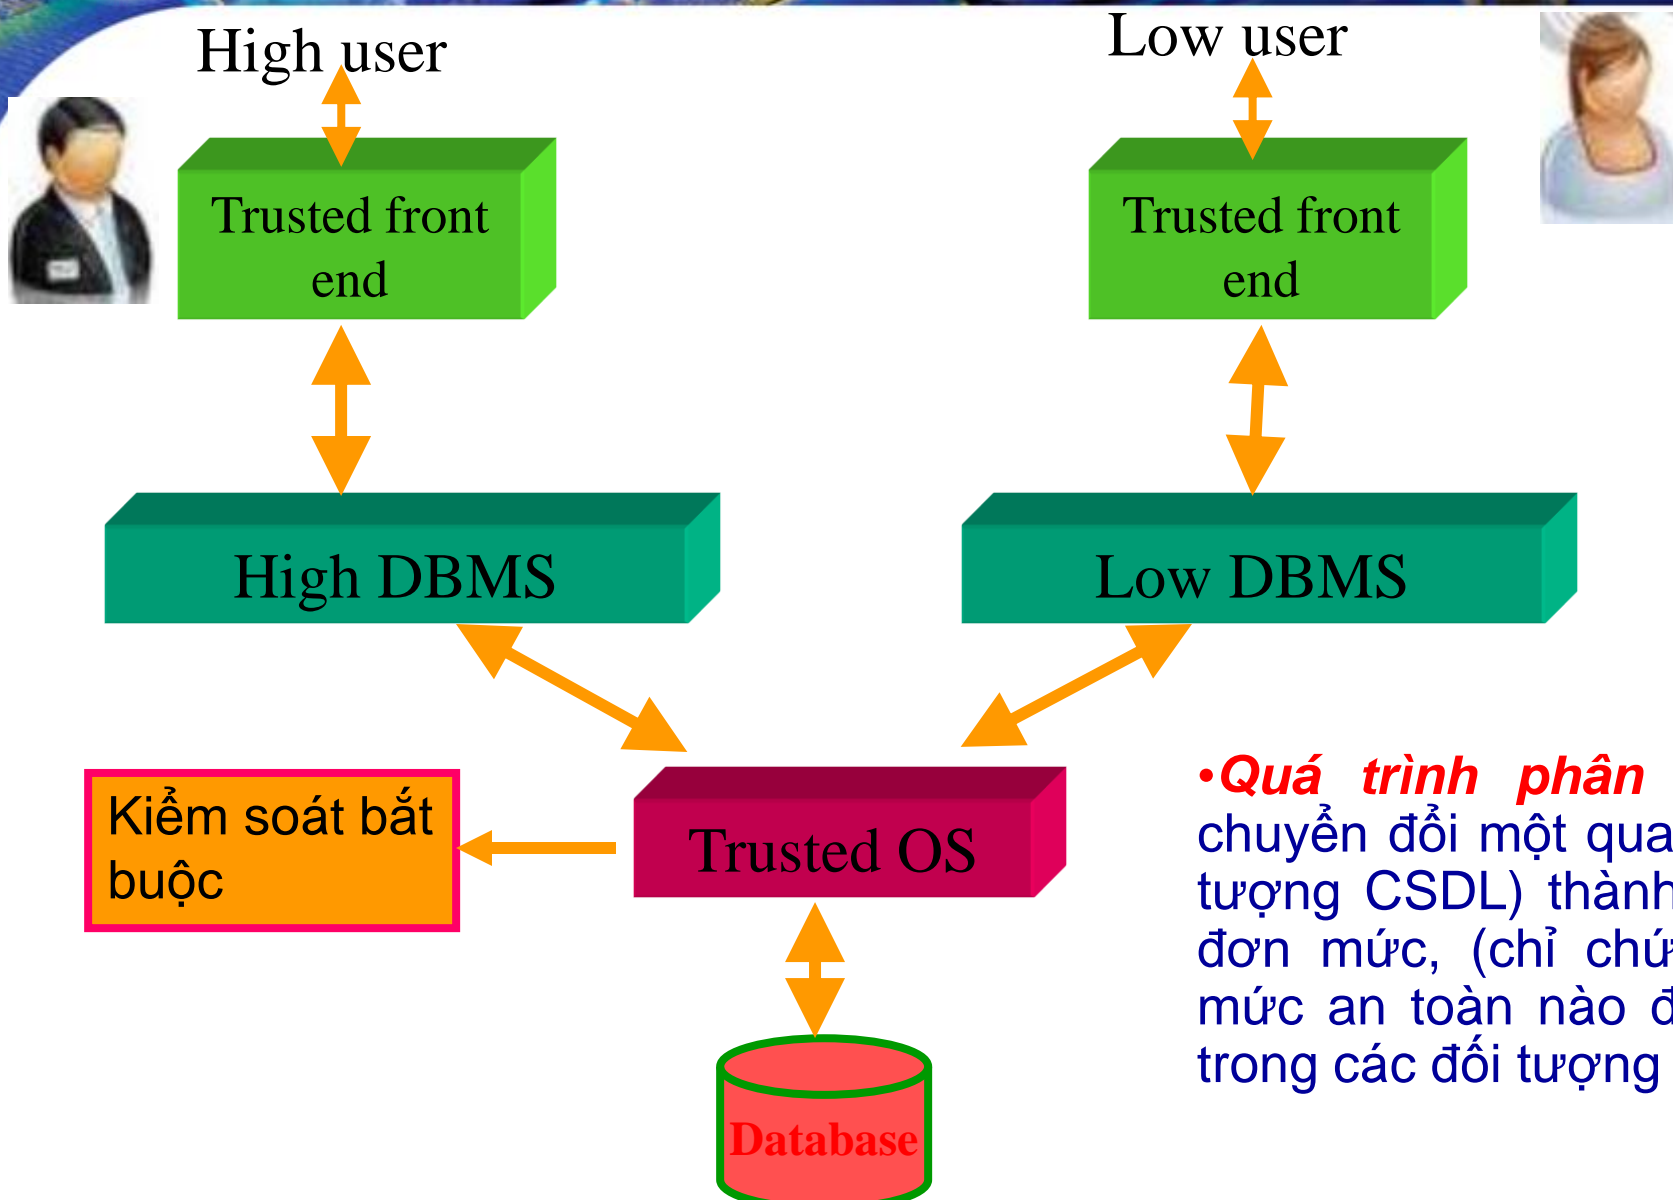 High user
Low user
Trusted front
end
Trusted front
end
High DBMS
Low DBMS
Kiểm soát bắt
buộc
Trusted OS
•Quá trình phân
chuyển đổi một qua
tượng CSDL) thành
đơn mức, (chỉ chứ
mức an toàn nào đ
trong các đối tượng
Database